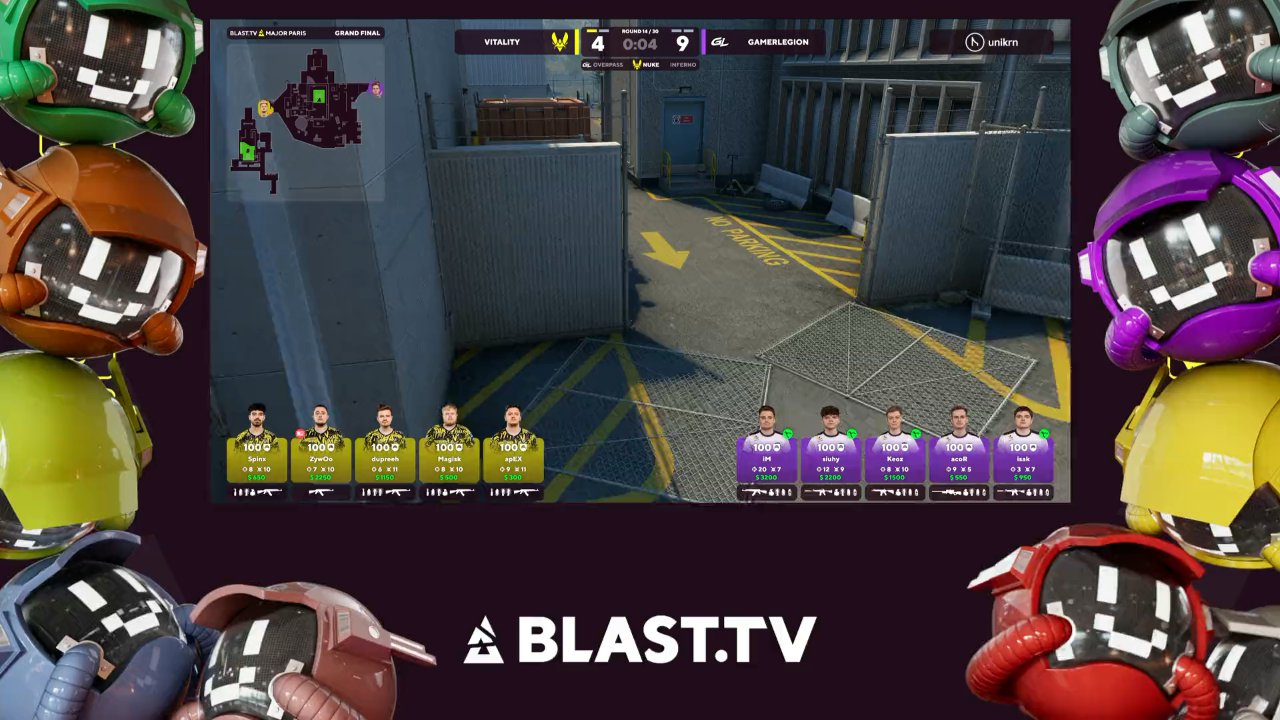 BLAST.TV MAJOR PARIS GRAND FINAL
VITALITY 4 ROUND 14 / 30 0:04 9 GL GAMERLEGION
unikrn
GL OVERPASS NUKE INFERNO
NO PARKING
100 100 100 100 100
Spinx ZywOo dupreeh Magisk apEX
8 10 7 10 6 11 8 10 9 11
$650 $2250 $1150 $500 $300
100 100 100 100 100
iM siuhy Keoz acoR isak
20 7 12 9 8 10 9 5 3 7
$3200 $2200 $1500 $550 $950
BLAST.TV